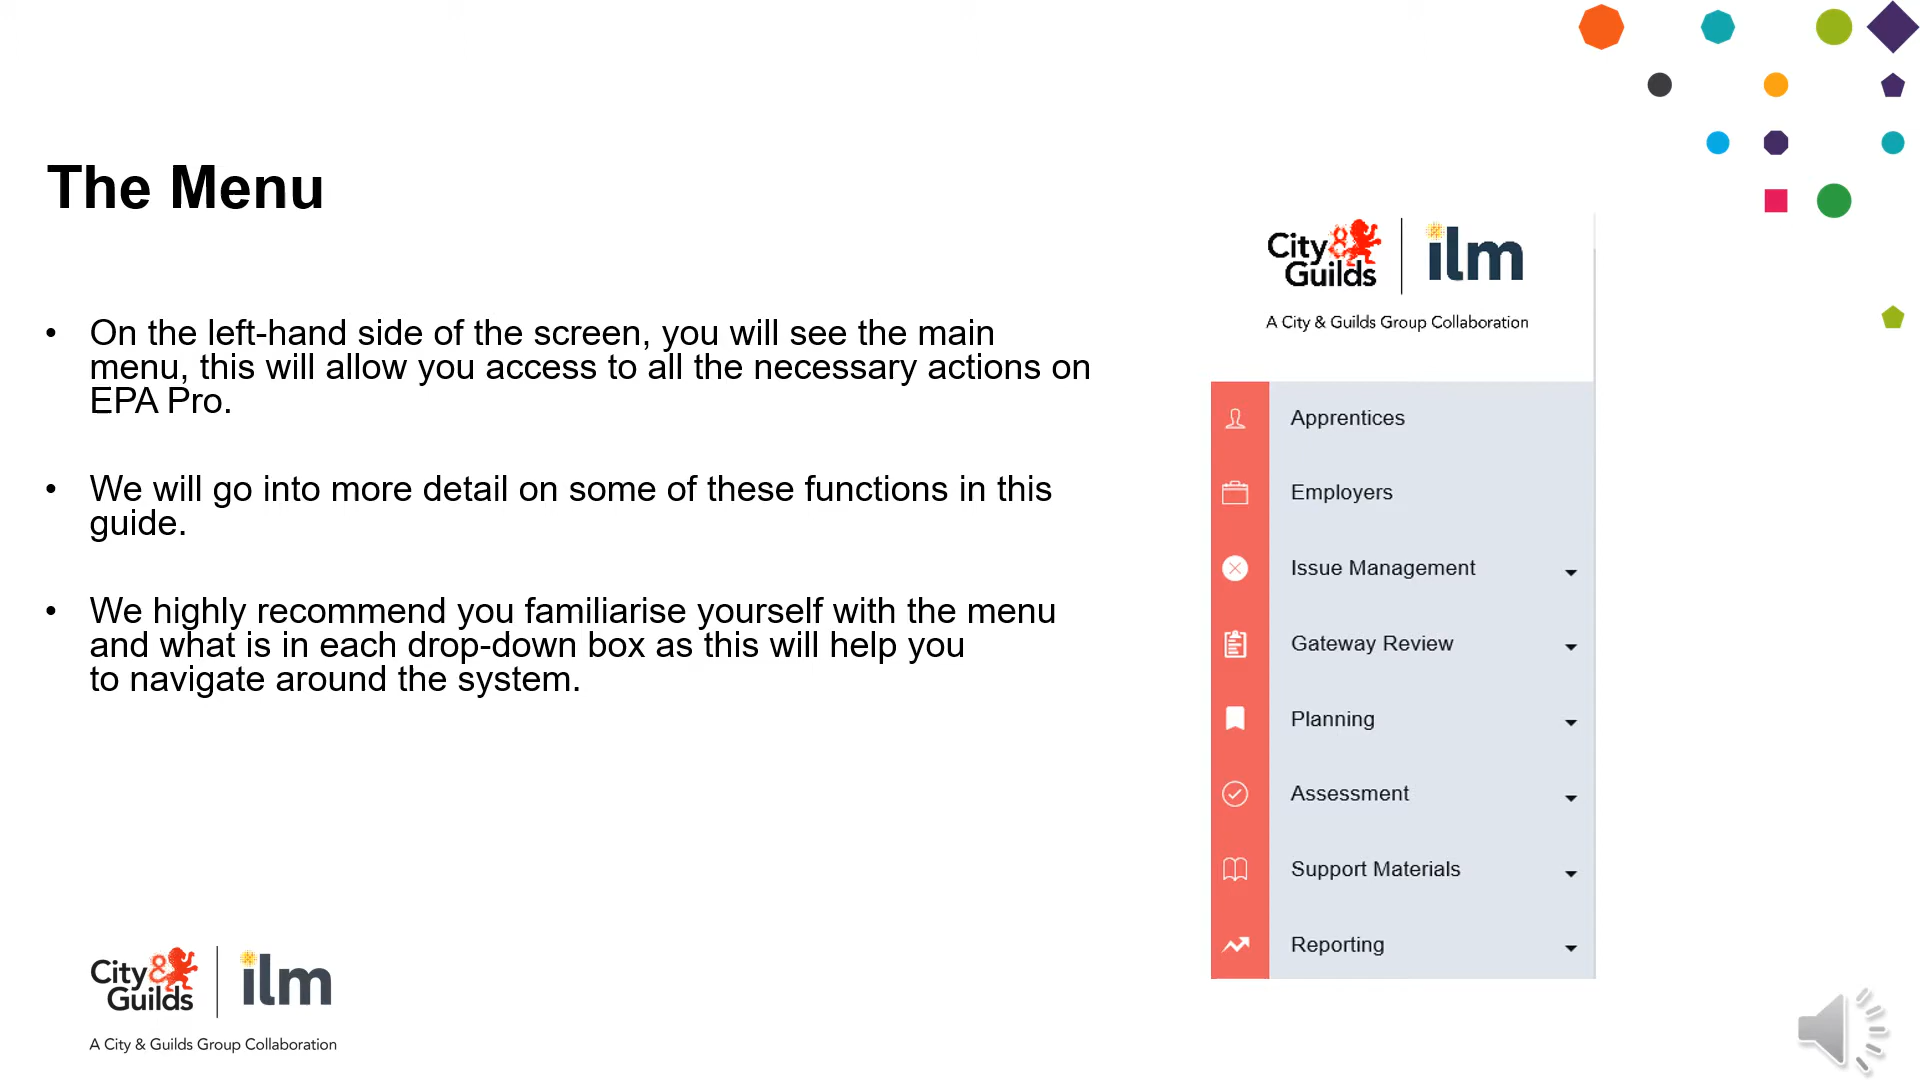 The Menu
• On the left-hand side of the screen, you will see the main
menu, this will allow you access to all the necessary actions on
EPA Pro.
• We will go into more detail on some of these functions in this
guide.
• We highly recommend you familiarise yourself with the menu
and what is in each drop-down box as this will help you
to navigate around the system.
City &
Guilds
ilm
A City & Guilds Group Collaboration
Apprentices
Employers
Issue Management
Gateway Review
Planning
Assessment
Support Materials
Reporting
City &
Guilds
ilm
A City & Guilds Group Collaboration